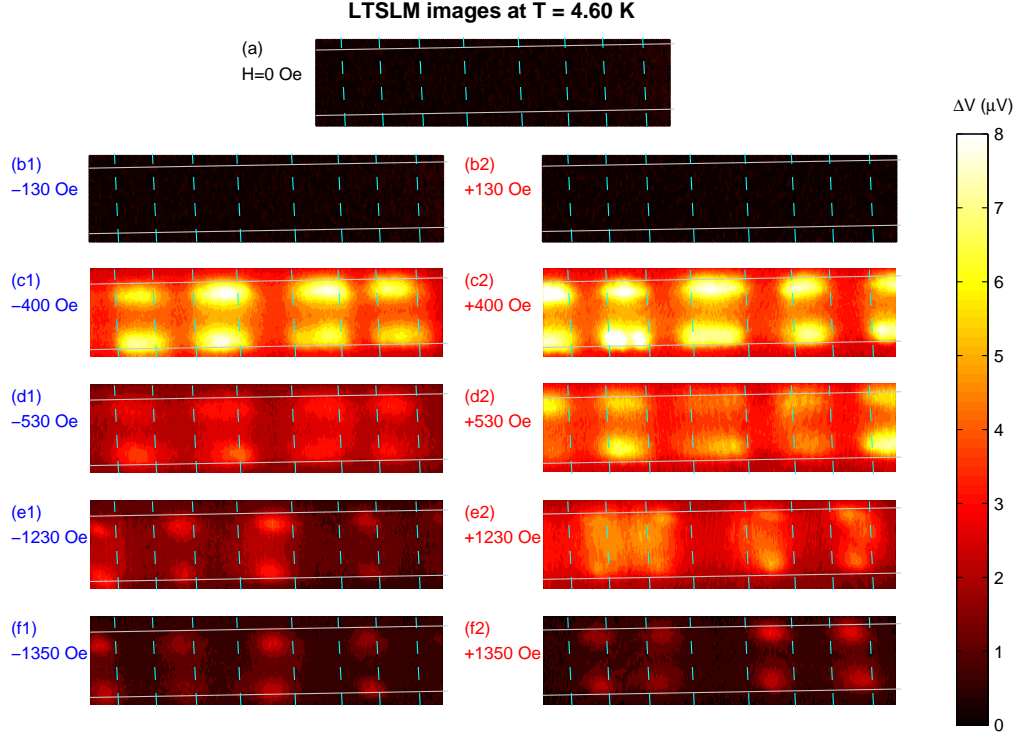 LTSLM images at T = 4.60 K
(a)
H=0 Oe
ΔV (μV)
(b1)
−130 Oe
(b2)
+130 Oe
(c1)
−400 Oe
(c2)
+400 Oe
(d1)
−530 Oe
(d2)
+530 Oe
(e1)
−1230 Oe
(e2)
+1230 Oe
(f1)
−1350 Oe
(f2)
+1350 Oe
8
7
6
5
4
3
2
1
0